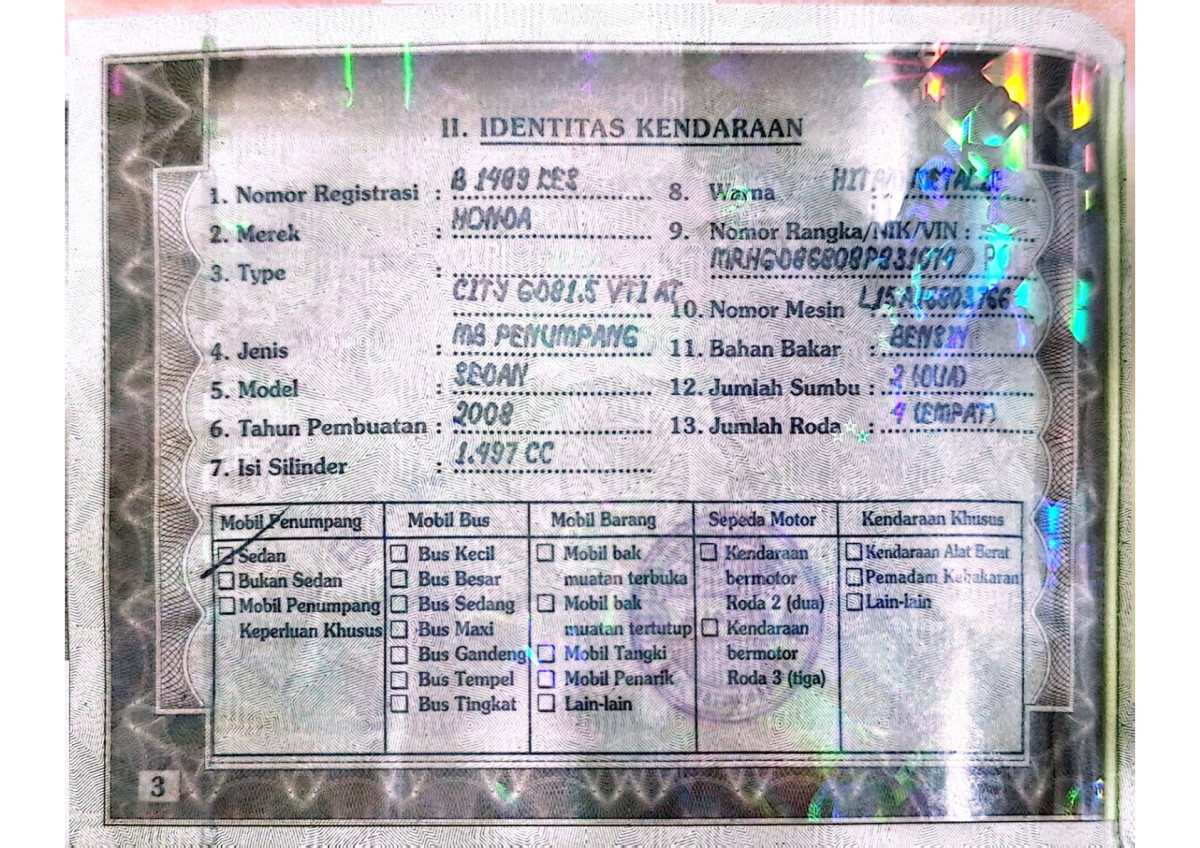 II. IDENTITAS KENDARAAN
1. Nomor Registrasi : B 1489 KES
2. Merek : HONDA
3. Type :
CITY GD81.5 VTI AT
4. Jenis : MB PENUMPANG
5. Model : SEDAN
6. Tahun Pembuatan : 2008
7. Isi Silinder : 1.497 CC
8. Warna : HITAM METALIC
9. Nomor Rangka/NIK/VIN :
10. Nomor Mesin
11. Bahan Bakar : BENSIN
12. Jumlah Sumbu : 2 (DUA)
13. Jumlah Roda : 4 (EMPAT)
Mobil Penumpang
Sedan
Bukan Sedan
Mobil Penumpang
Keperluan Khusus
Mobil Bus
Bus Kecil
Bus Besar
Bus Sedang
Bus Maxi
Bus Gandeng
Bus Tempel
Bus Tingkat
Mobil Barang
Mobil bak
muatan terbuka
Mobil bak
muatan tertutup
Mobil Tangki
Mobil Penarik
Lain-lain
Sepeda Motor
Kendaraan
bermotor
Roda 2 (dua)
Kendaraan
bermotor
Roda 3 (tiga)
Kendaraan Khusus
Kendaraan Alat Berat
Pemadam Kebakaran
Lain-lain
3